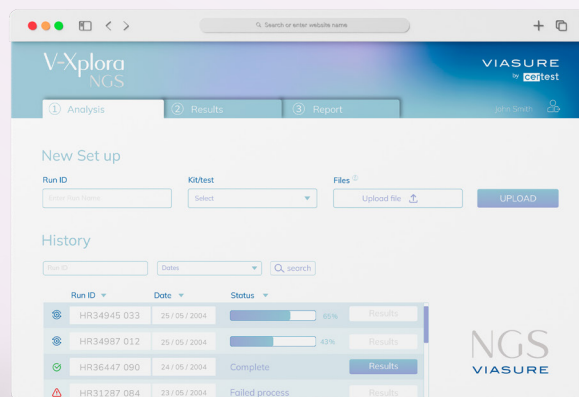 Search or enter website name
V-Xplora
NGS
VIASURE
by certest
1 Analysis
2 Results
3 Report
John Smith
New Set up
Run ID
Kit/test
Files
Enter Run Name
Select
Upload file
UPLOAD
History
Run ID
Dates
search
Run ID
Date
Status
HR34945 033
25 / 05 / 2004
65%
Results
HR34987 012
25 / 05 / 2004
43%
Results
HR36447 090
24 / 05 / 2004
Complete
Results
HR31287 084
23 / 05 / 2004
Failed process
Results
NGS
VIASURE